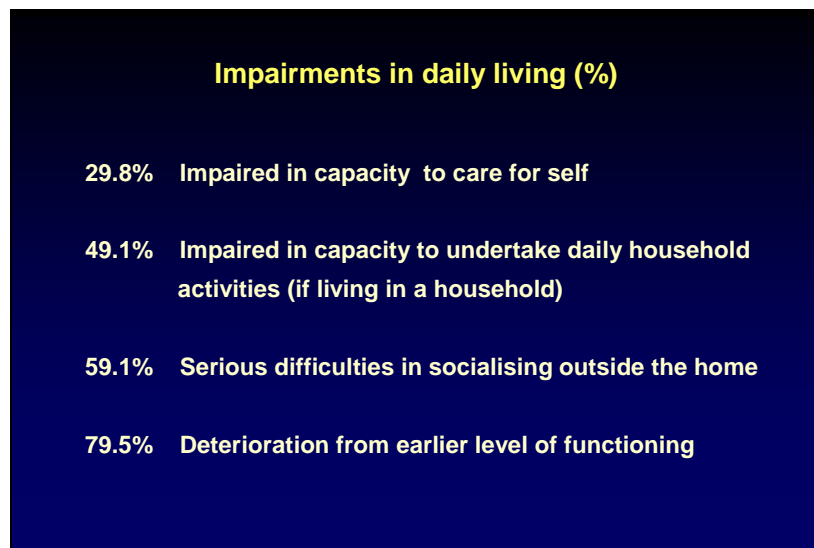 Impairments in daily living (%)
29.8% Impaired in capacity to care for self
49.1% Impaired in capacity to undertake daily household
activities (if living in a household)
59.1% Serious difficulties in socialising outside the home
79.5% Deterioration from earlier level of functioning